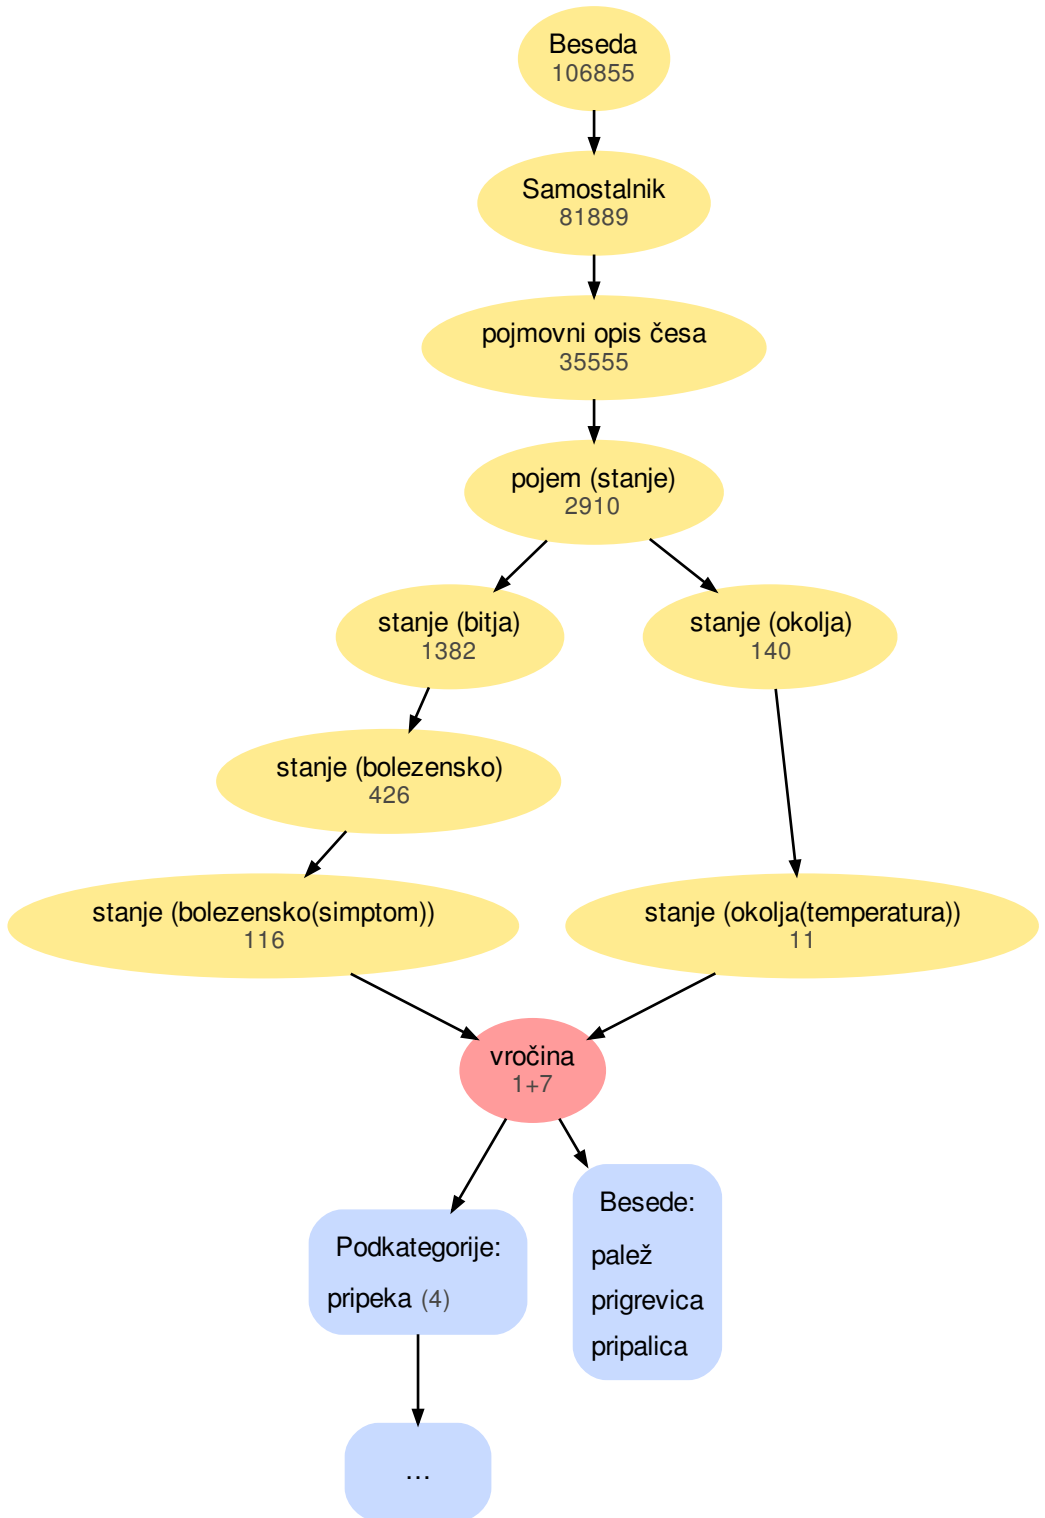 Beseda
106855
Samostalnik
81889
pojmovni opis česa
35555
pojem (stanje)
2910
stanje (bitja)
1382
stanje (okolja)
140
stanje (bolezensko)
426
stanje (bolezensko(simptom))
116
stanje (okolja(temperatura))
11
vročina
1+7
Podkategorije:
pripeka (4)
Besede:
palež
prigrevica
pripalica
…